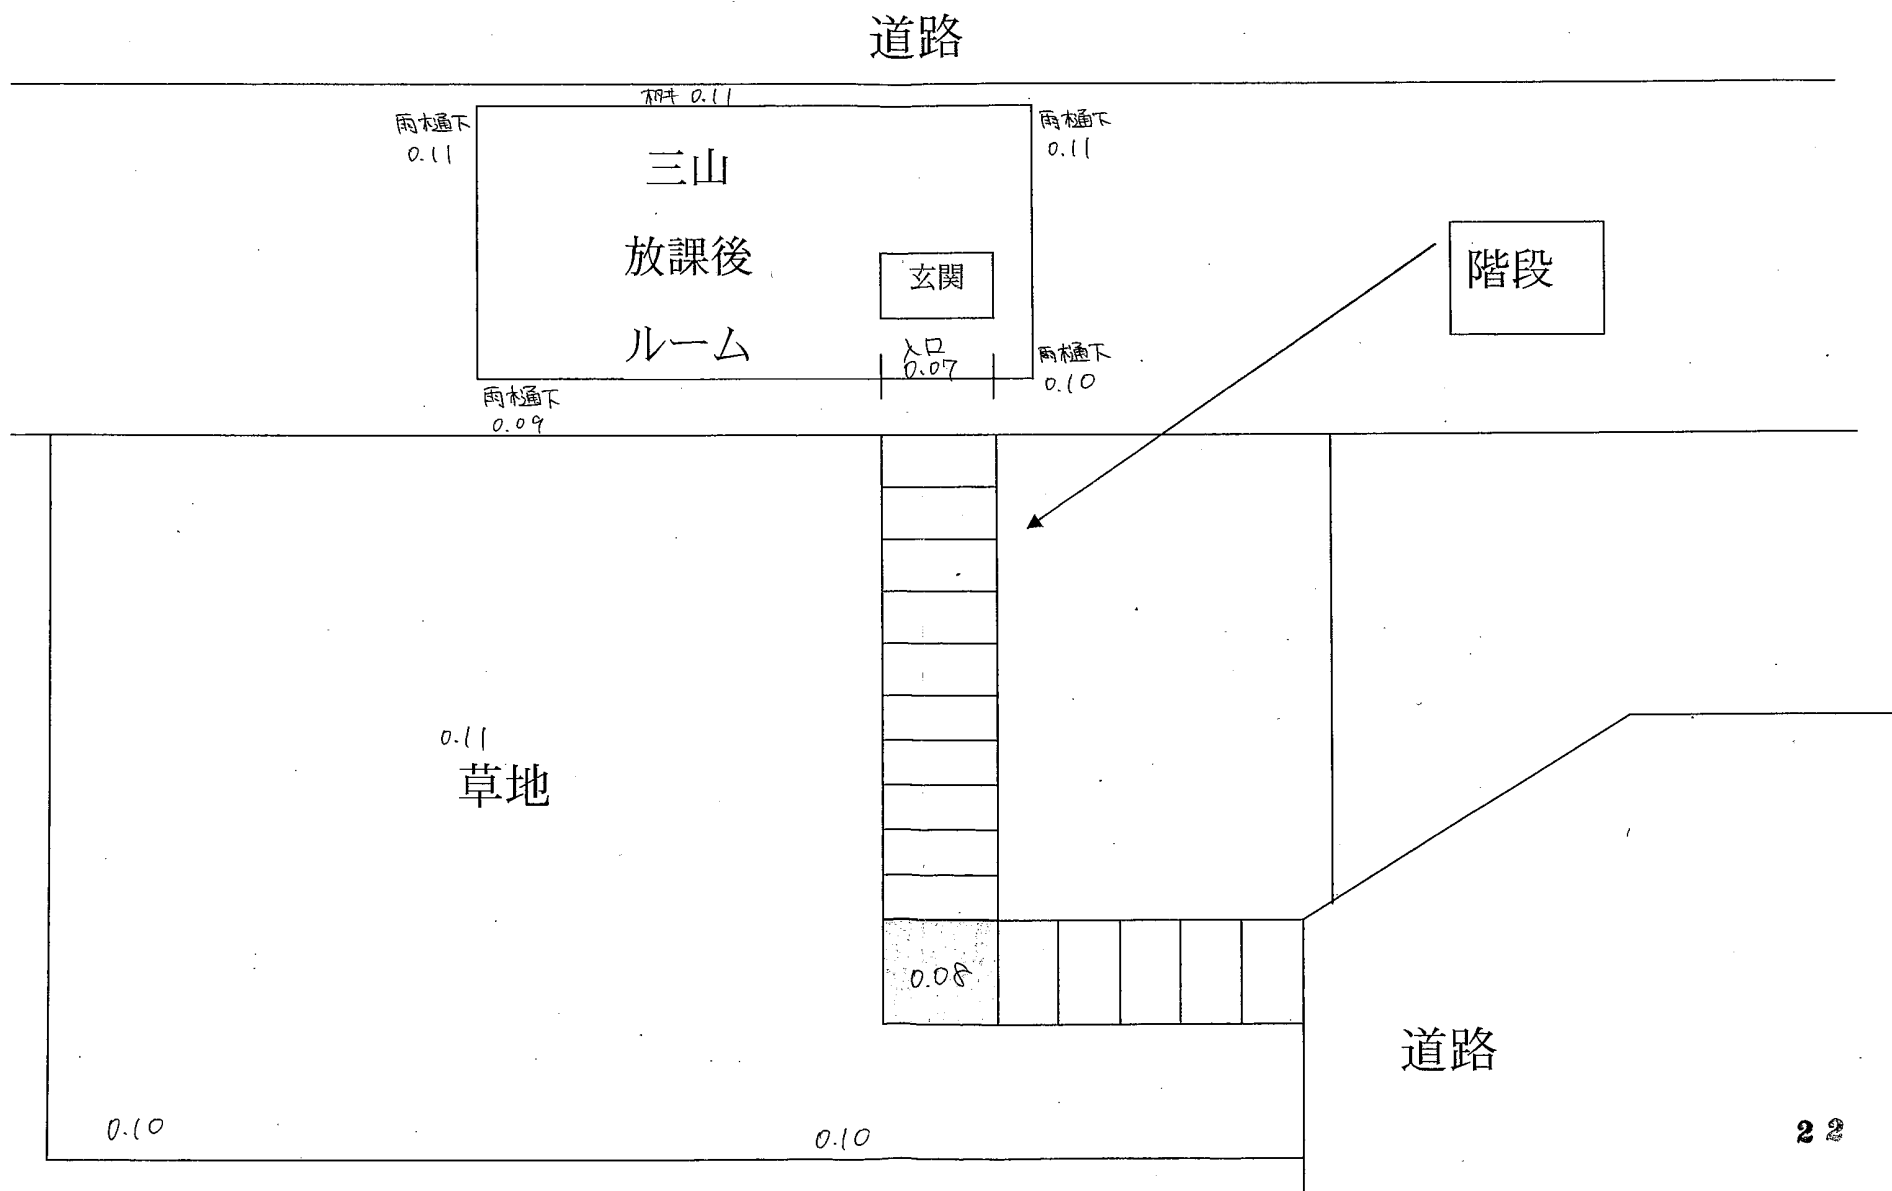 道路
桝 0.11
雨樋下
0.11
雨樋下
0.11
三山
放課後
ルーム
玄関
入口
0.07
階段
雨樋下
0.10
雨樋下
0.09
0.11
草地
0.08
道路
0.10
0.10
22